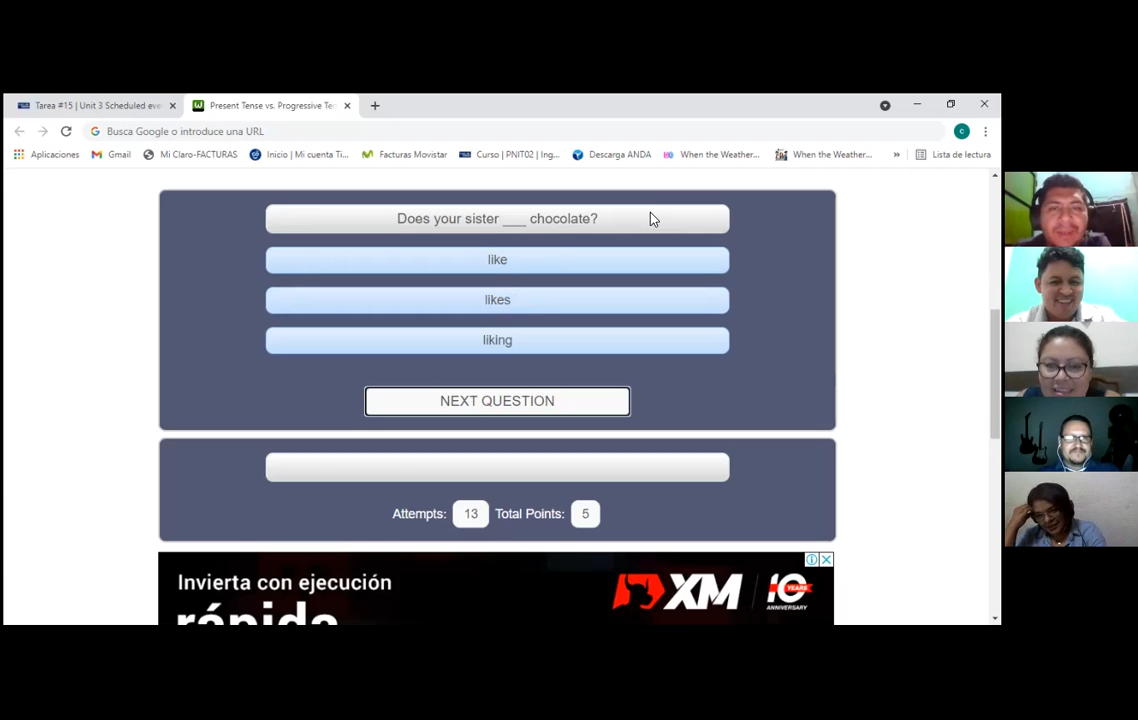 Tarea #15 | Unit 3 Scheduled eve
Present Tense vs. Progressive Te
Busca Google o introduce una URL
Aplicaciones
Gmail
Mi Claro-FACTURAS
Inicio | Mi cuenta Ti...
Facturas Movistar
Curso | PNIT02 | Ing...
Descarga ANDA
When the Weather...
When the Weather...
»
Lista de lectura
Does your sister ___ chocolate?
like
likes
liking
NEXT QUESTION
Attempts: 13 Total Points: 5
Invierta con ejecución
rápida
XM
10
YEARS
ANNIVERSARY